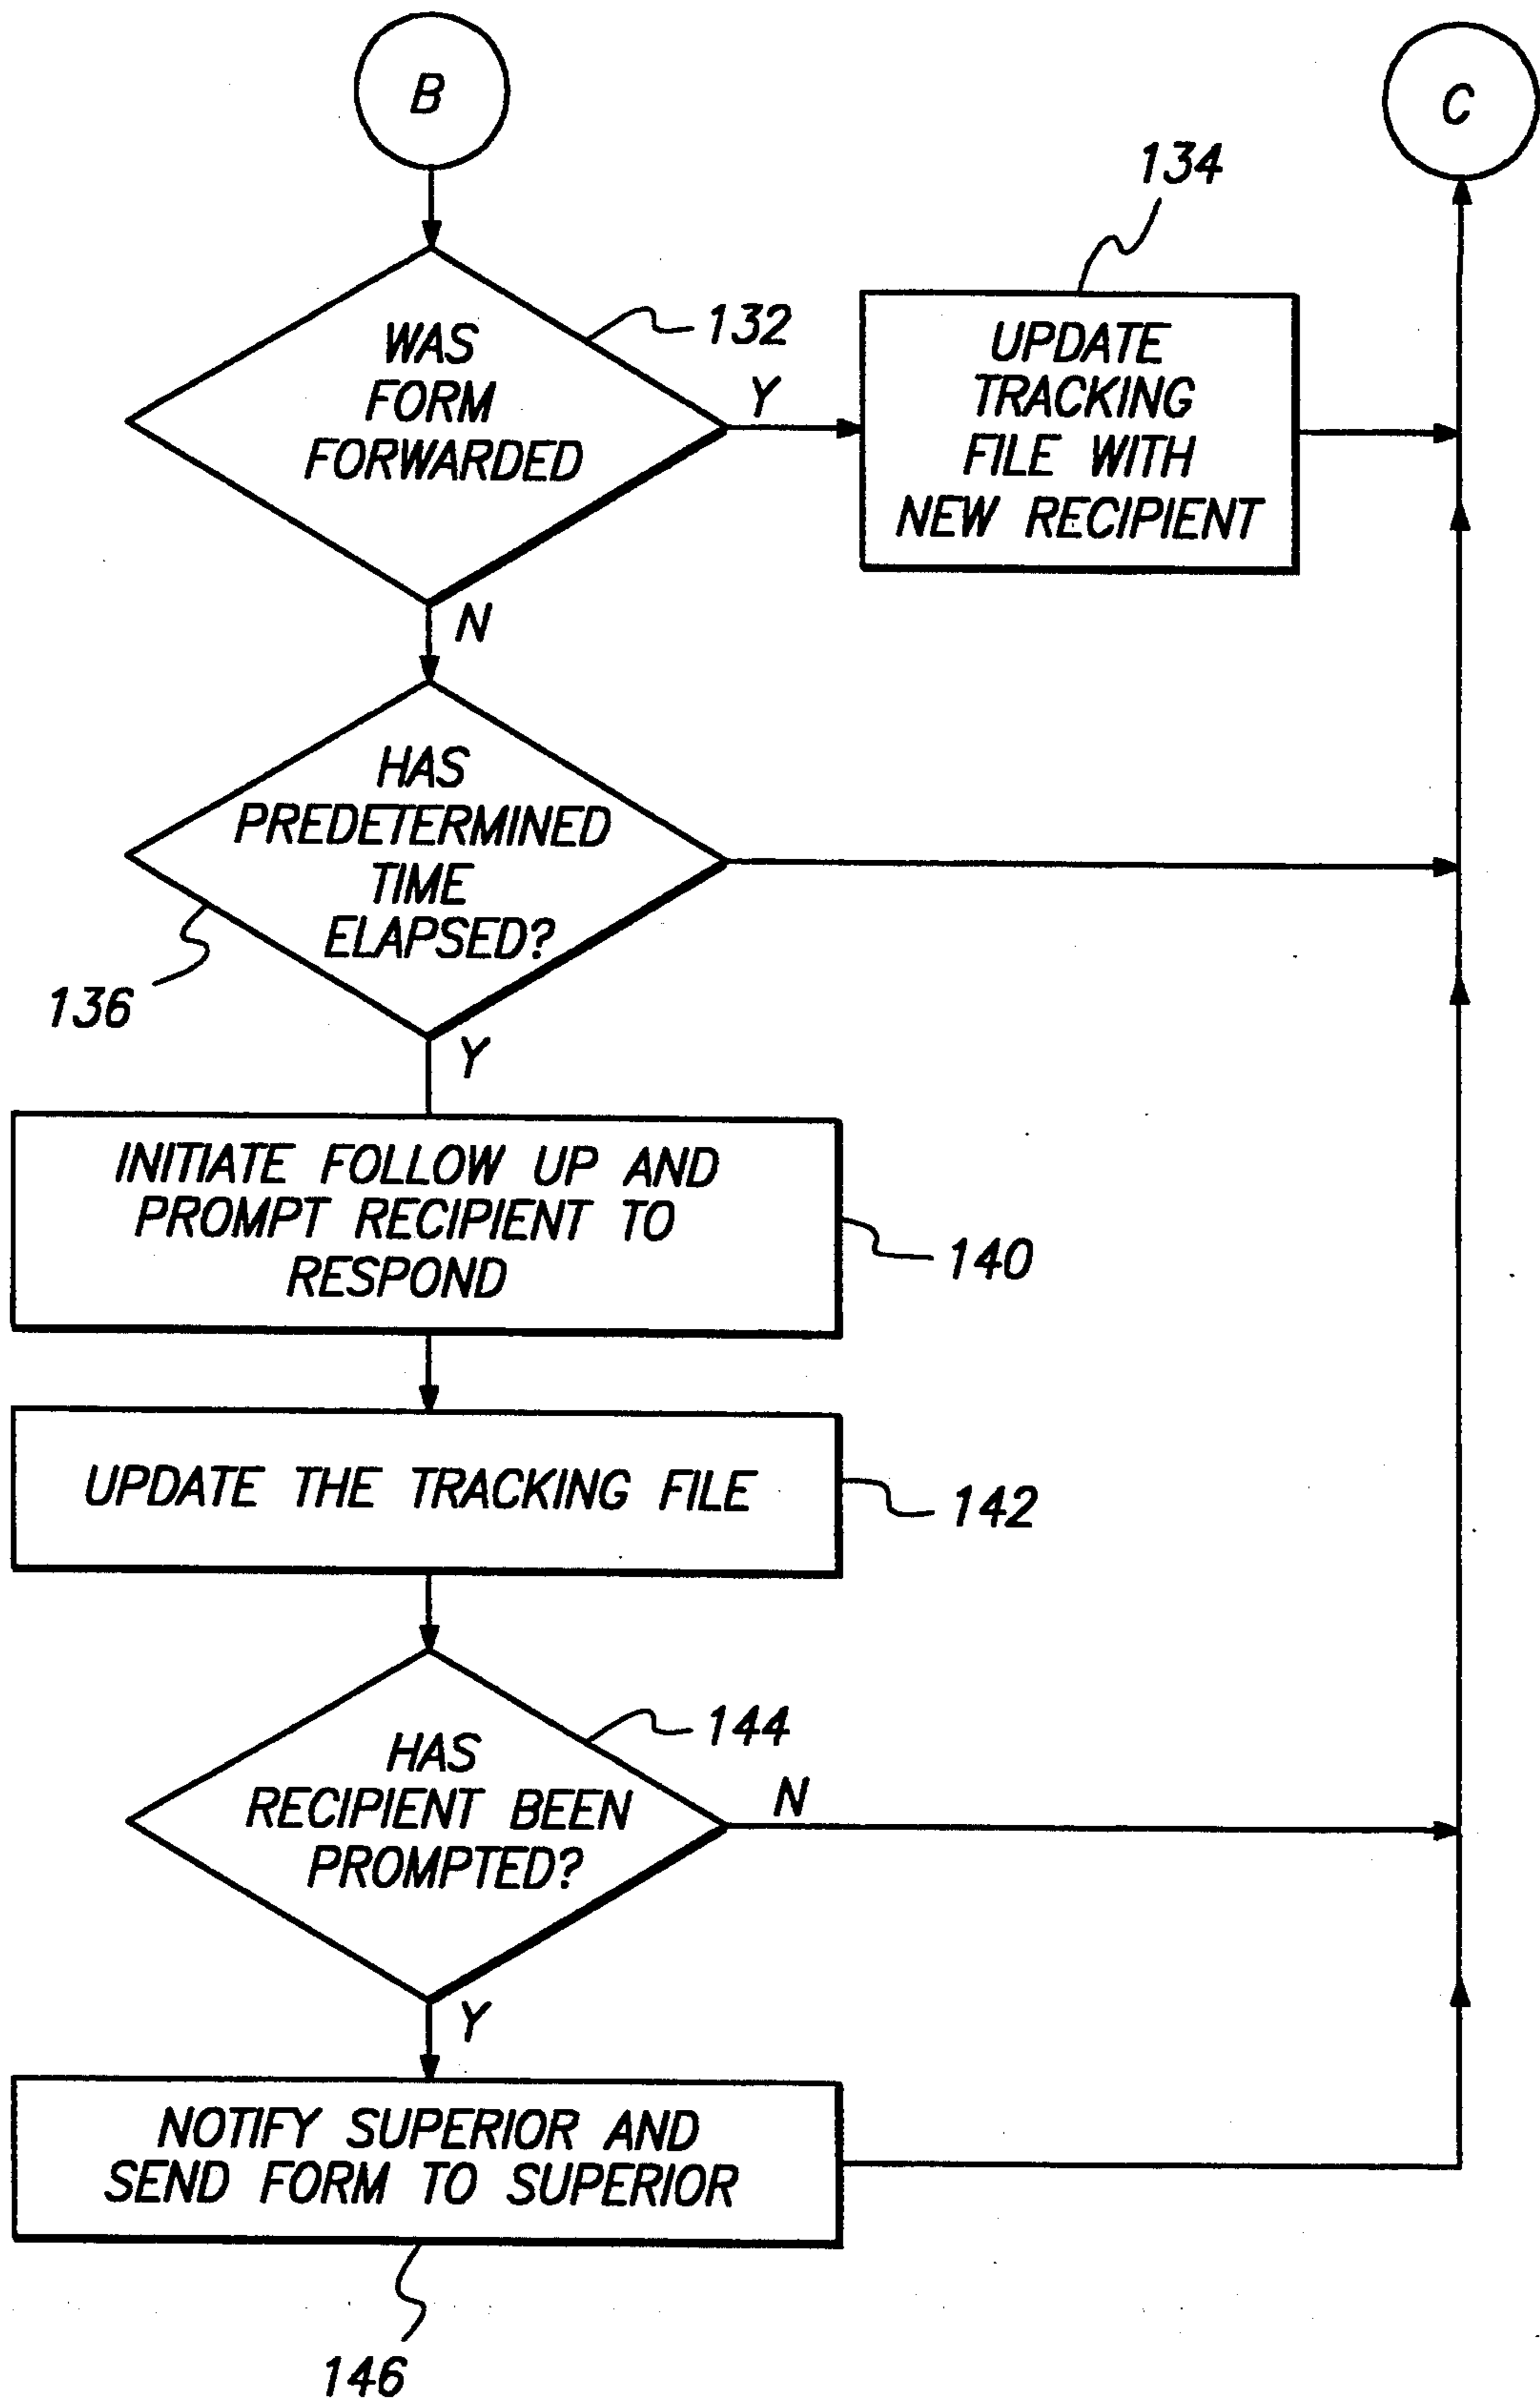 B
C
134
WAS
FORM
FORWARDED
132
Y
UPDATE
TRACKING
FILE WITH
NEW RECIPIENT
N
HAS
PREDETERMINED
TIME
ELAPSED?
136
Y
INITIATE FOLLOW UP AND
PROMPT RECIPIENT TO
RESPOND
140
UPDATE THE TRACKING FILE
142
HAS
RECIPIENT BEEN
PROMPTED?
144
N
Y
NOTIFY SUPERIOR AND
SEND FORM TO SUPERIOR
146